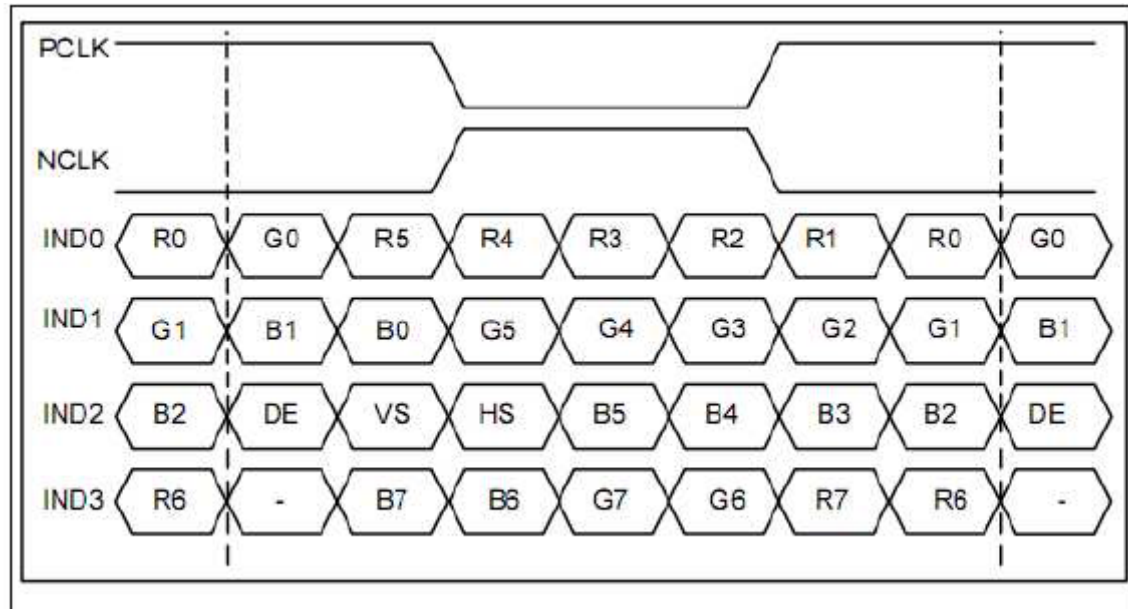 PCLK
NCLK
IND0 R0 G0 R5 R4 R3 R2 R1 R0 G0
IND1 G1 B1 B0 G5 G4 G3 G2 G1 B1
IND2 B2 DE VS HS B5 B4 B3 B2 DE
IND3 R6 - B7 B6 G7 G6 R7 R6 -